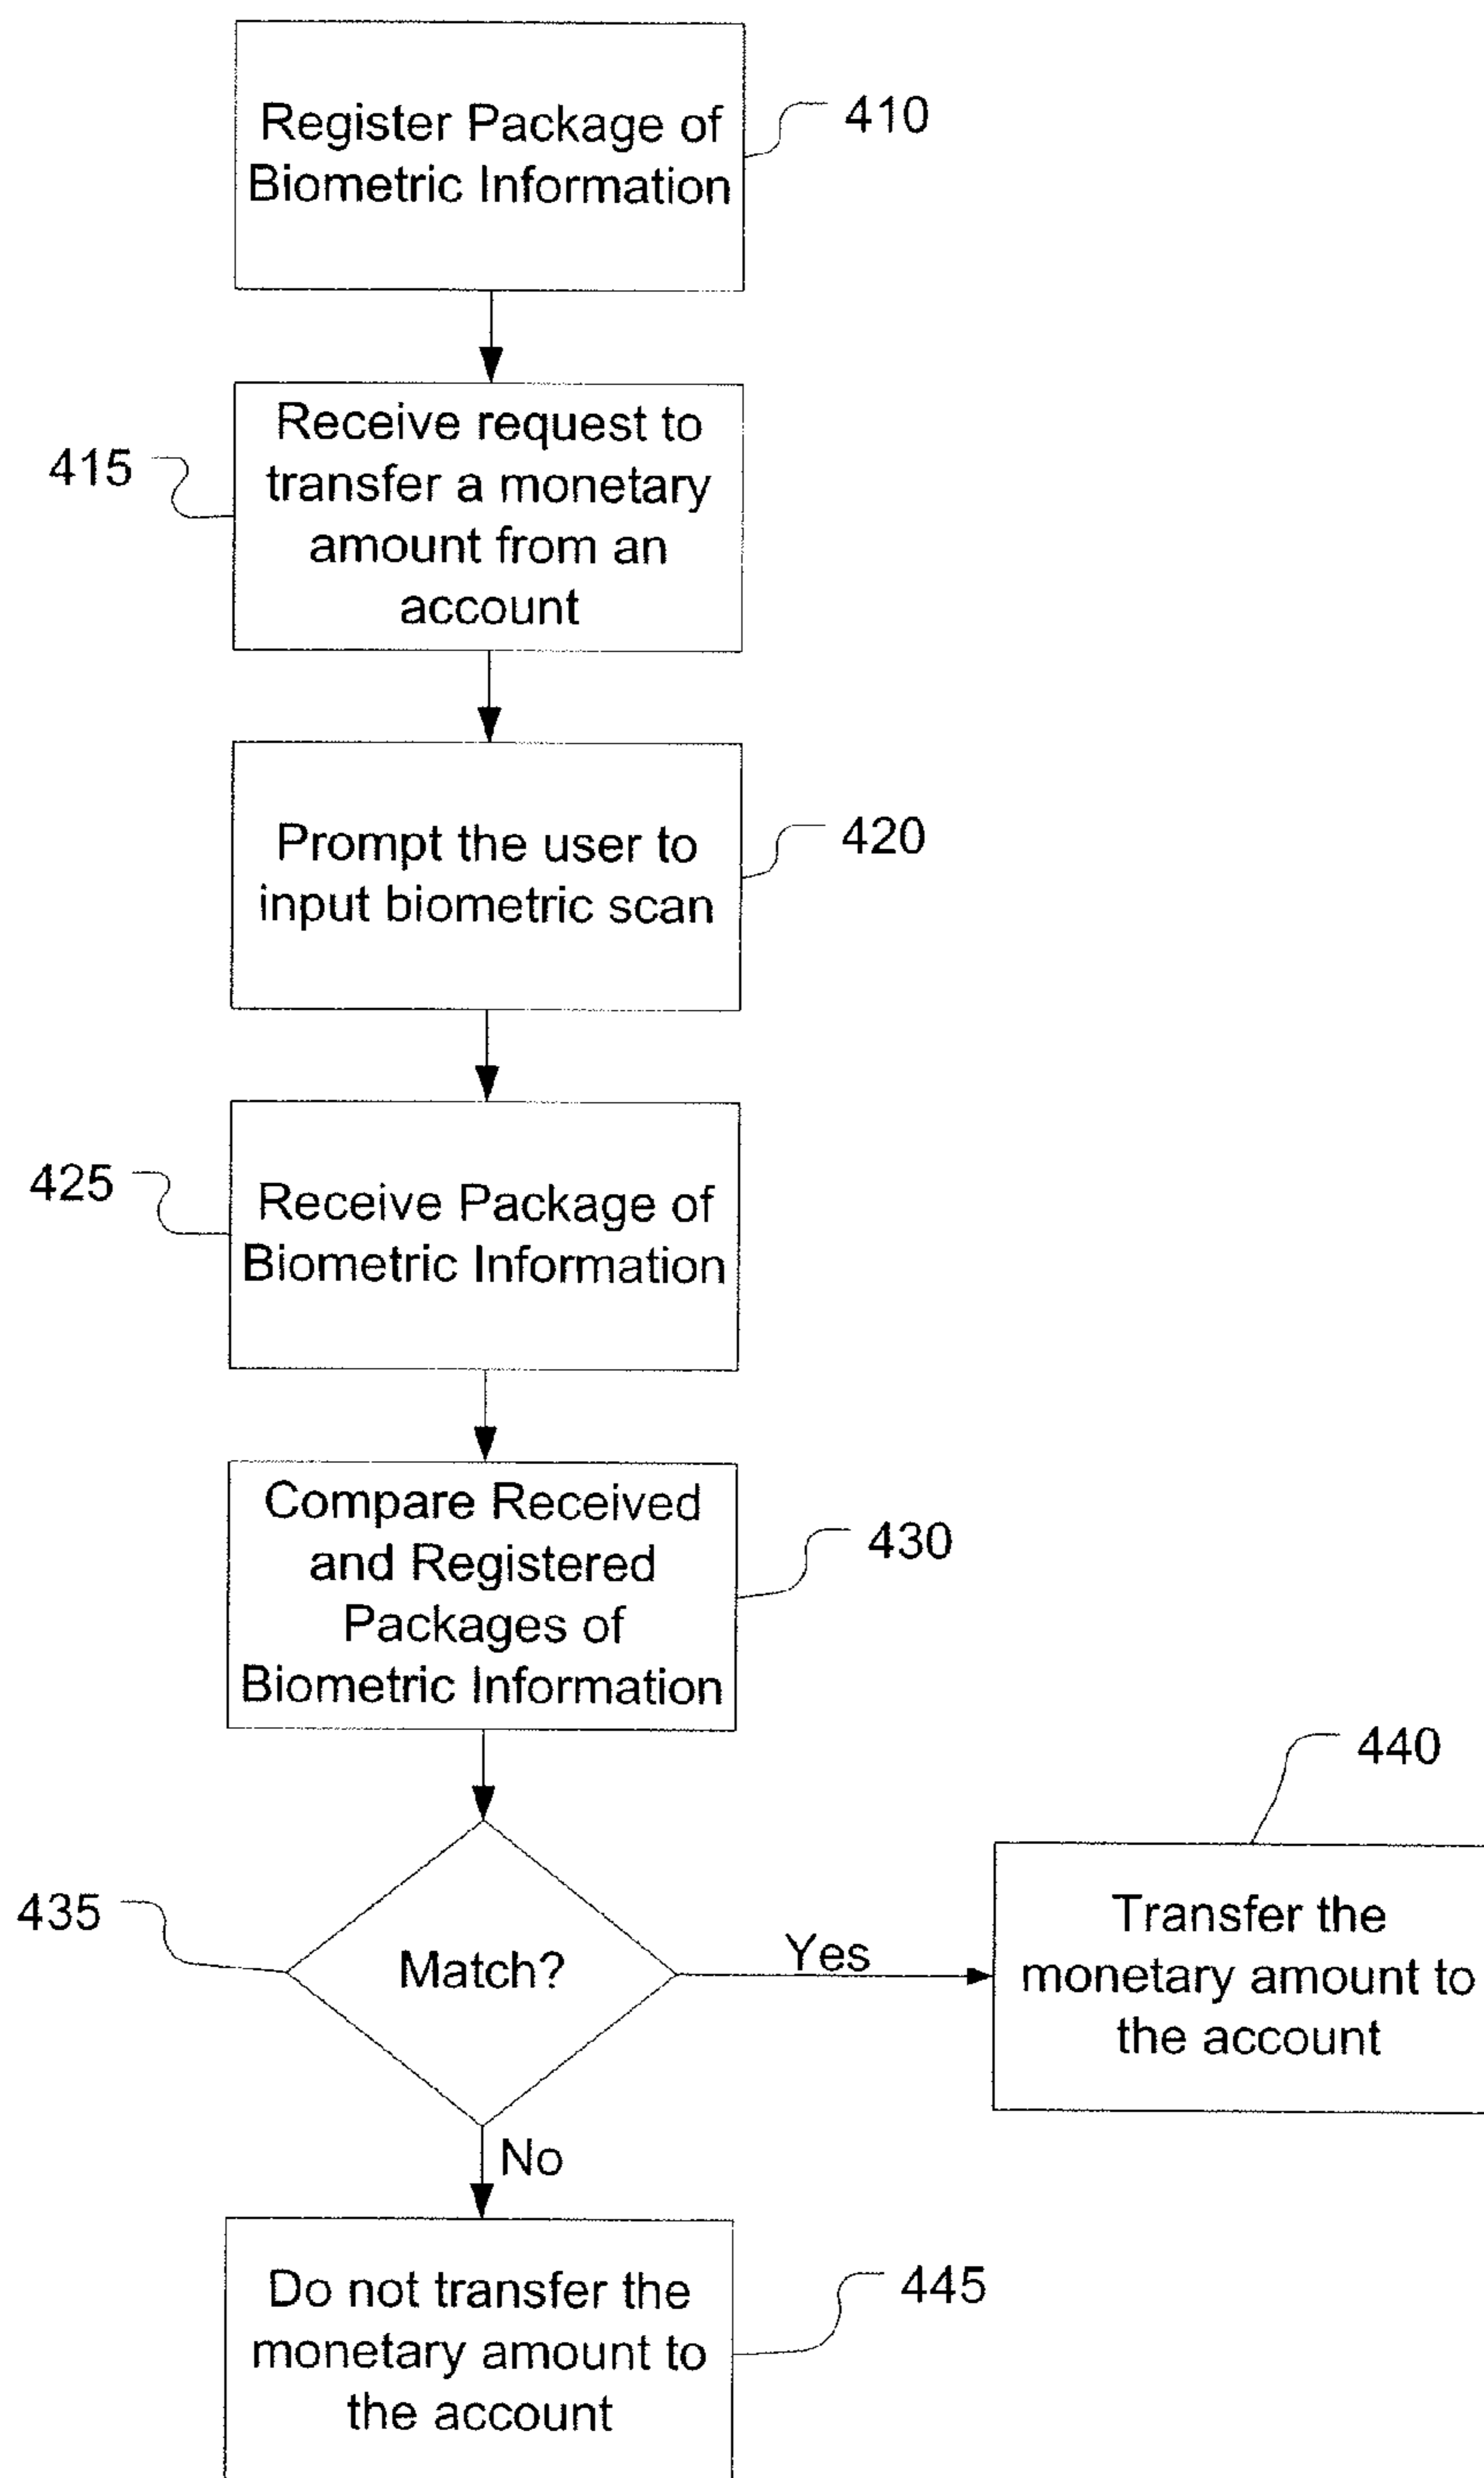 Register Package of
Biometric Information
410
Receive request to
transfer a monetary
amount from an
account
415
Prompt the user to
input biometric scan
420
425
Receive Package of
Biometric Information
Compare Received
and Registered
Packages of
Biometric Information
430
440
435
Match?
Yes
Transfer the
monetary amount to
the account
No
Do not transfer the
monetary amount to
the account
445